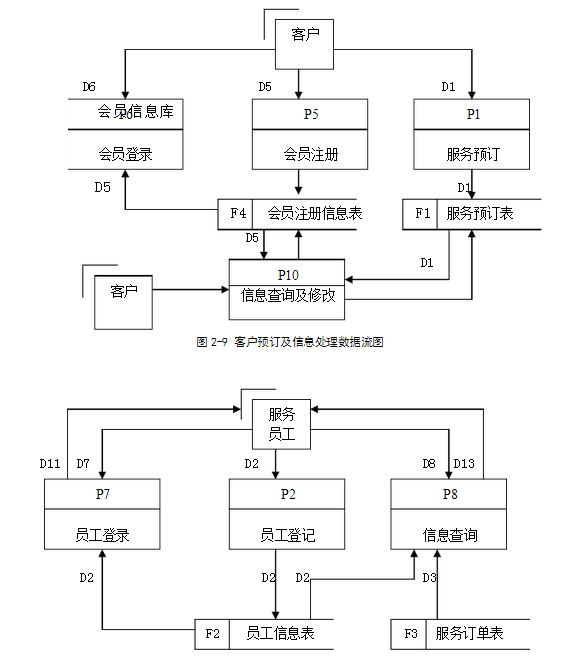 客户
D6
D5
D1
会员信息库
P6
P5
P1
会员登录
会员注册
服务预订
D5
D1
F4
会员注册信息表
F1
服务预订表
D5
D1
P10
客户
信息查询及修改
图 2-9 客户预订及信息处理数据流图
服务
员工
D11
D7
D2
D8
D13
P7
P2
P8
员工登录
员工登记
信息查询
D2
D2
D2
D3
F2
员工信息表
F3
服务订单表